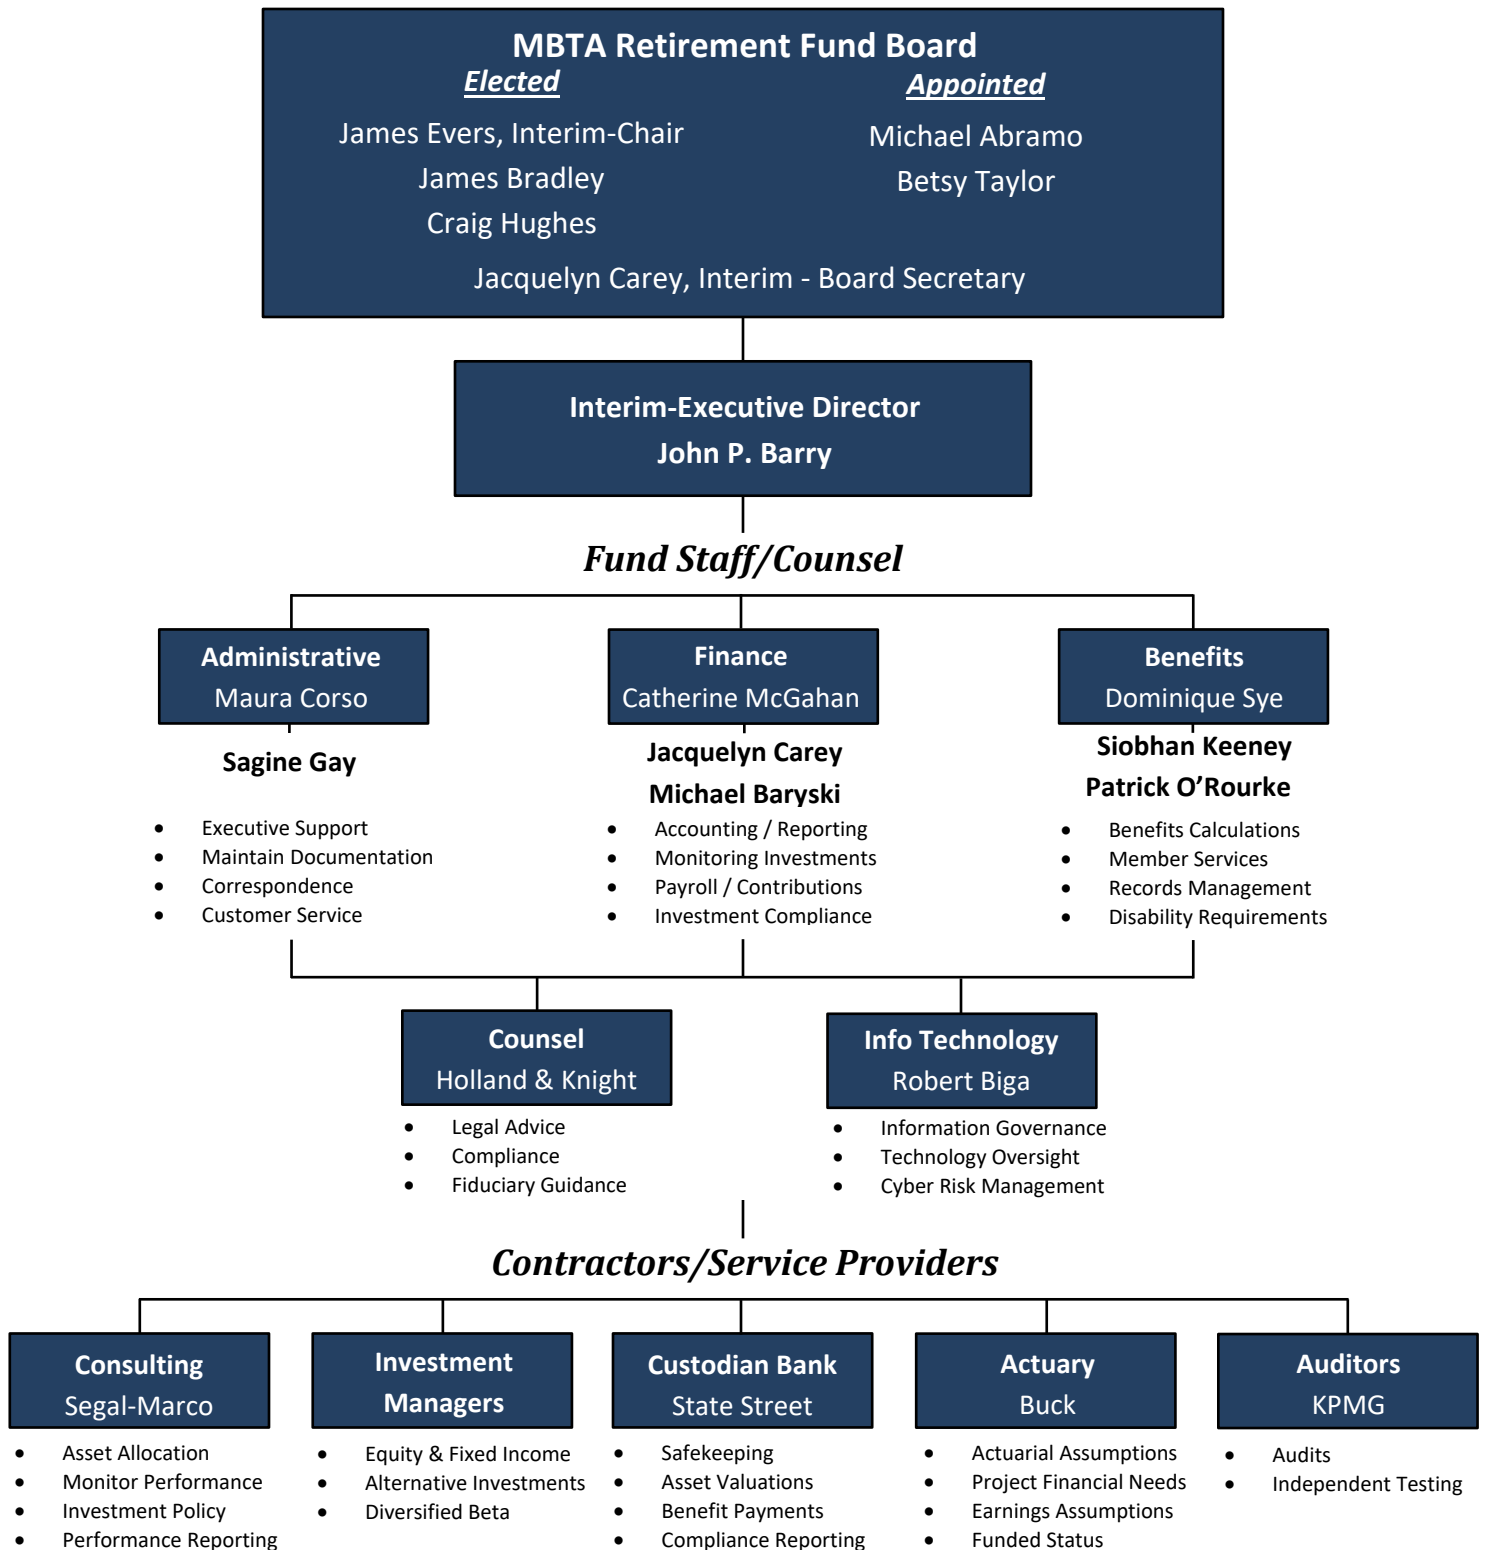 MBTA Retirement Fund Board
Elected
James Evers, Interim-Chair
James Bradley
Craig Hughes
Appointed
Michael Abramo
Betsy Taylor
Jacquelyn Carey, Interim - Board Secretary
Interim-Executive Director
John P. Barry
Fund Staff/Counsel
Administrative
Maura Corso
Sagine Gay
• Executive Support
• Maintain Documentation
• Correspondence
• Customer Service
Finance
Catherine McGahan
Jacquelyn Carey
Michael Baryski
• Accounting / Reporting
• Monitoring Investments
• Payroll / Contributions
• Investment Compliance
Benefits
Dominique Sye
Siobhan Keeney
Patrick O’Rourke
• Benefits Calculations
• Member Services
• Records Management
• Disability Requirements
Counsel
Holland & Knight
• Legal Advice
• Compliance
• Fiduciary Guidance
Info Technology
Robert Biga
• Information Governance
• Technology Oversight
• Cyber Risk Management
Contractors/Service Providers
Consulting
Segal-Marco
• Asset Allocation
• Monitor Performance
• Investment Policy
• Performance Reporting
Investment
Managers
• Equity & Fixed Income
• Alternative Investments
• Diversified Beta
Custodian Bank
State Street
• Safekeeping
• Asset Valuations
• Benefit Payments
• Compliance Reporting
Actuary
Buck
• Actuarial Assumptions
• Project Financial Needs
• Earnings Assumptions
• Funded Status
Auditors
KPMG
• Audits
• Independent Testing